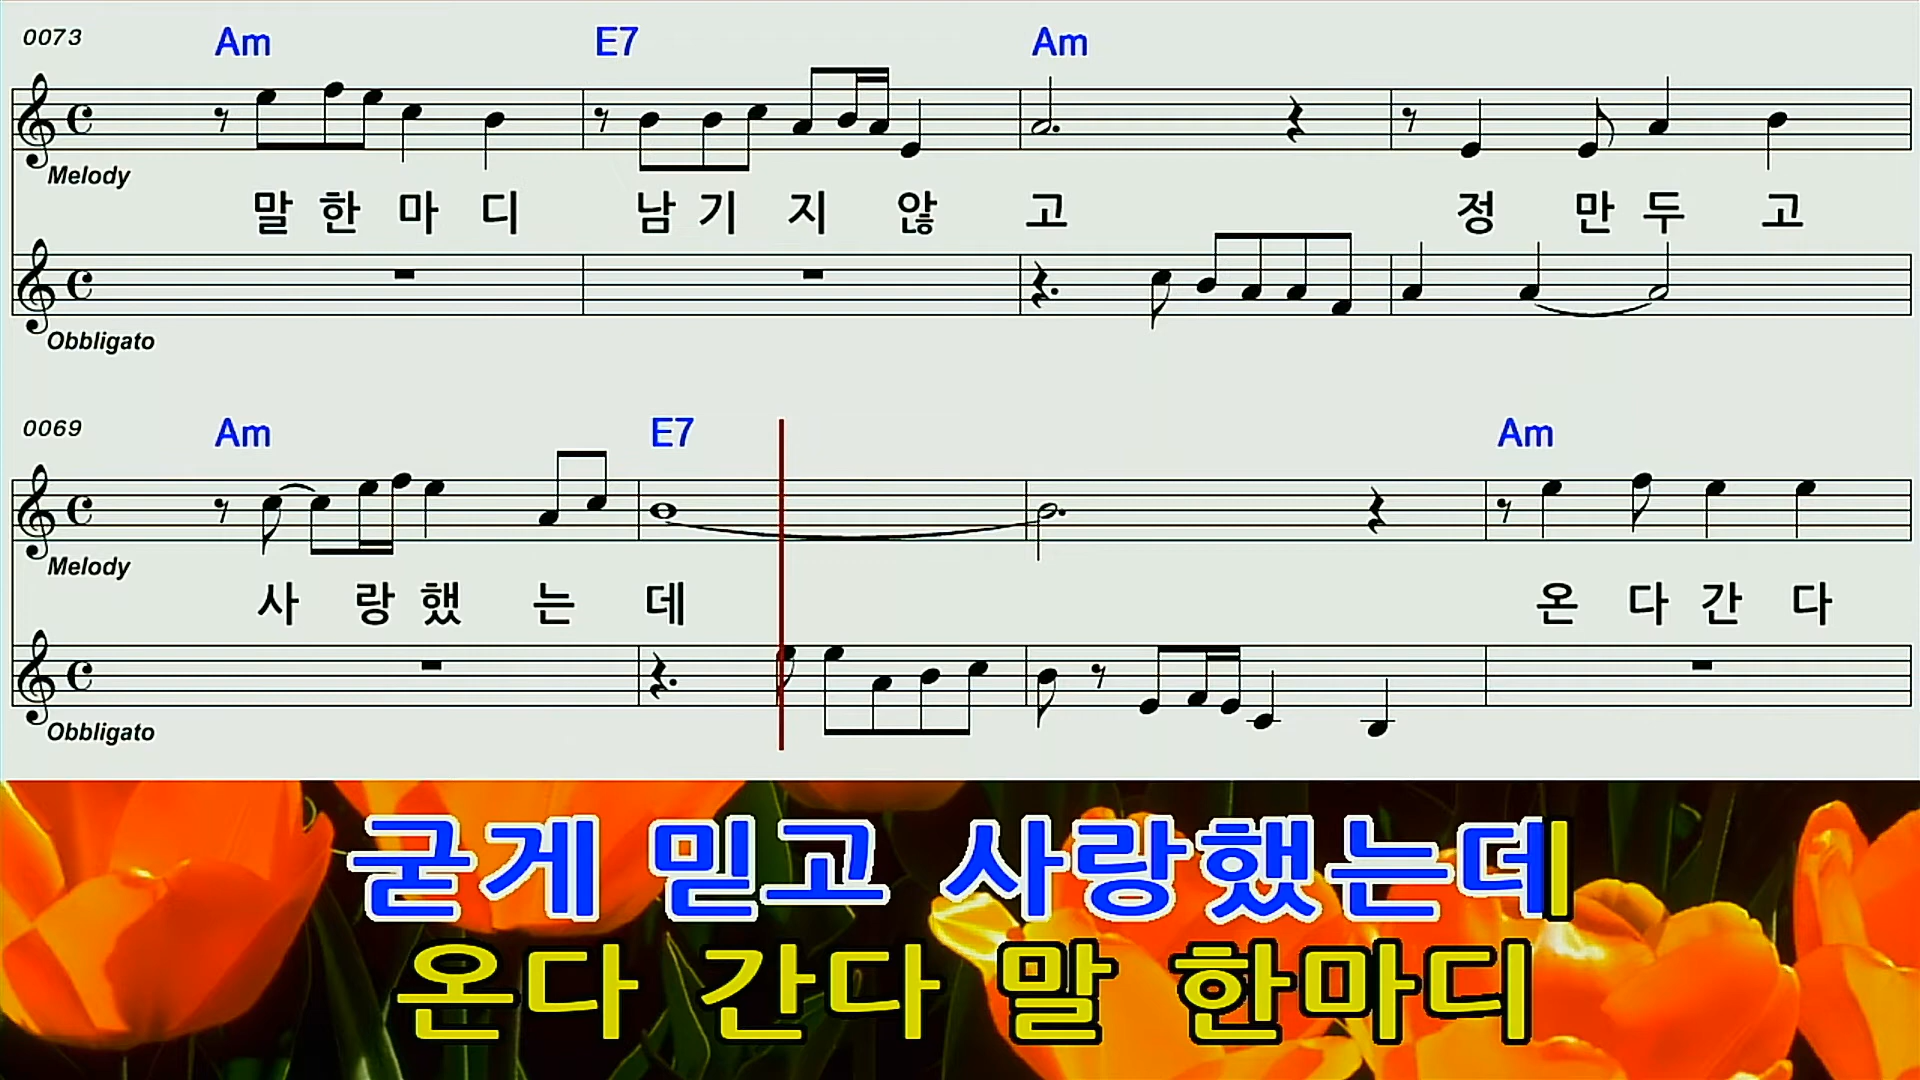 0073 Am E7 Am
Melody
말 한 마 디 남 기 지 않 고 정 만 두 고
Obbligato
0069 Am E7 Am
Melody
사 랑 했 는 데 온 다 간 다
Obbligato
굳게 믿고 사랑했는데
온다 간다 말 한마디